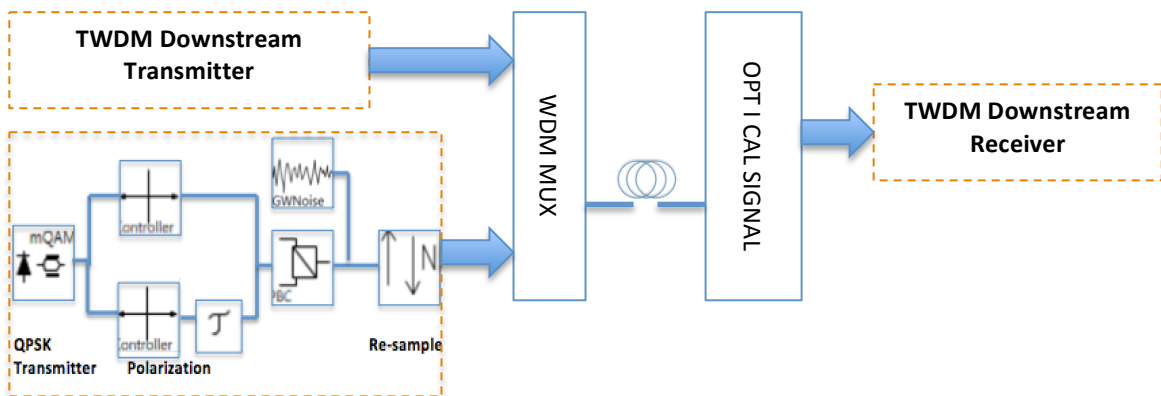 TWDM Downstream
Transmitter
WDM MUX
OPT I CAL SIGNAL
TWDM Downstream
Receiver
GWNoise
mQAM
ontroller
N
PBC
ontroller
τ
QPSK
Transmitter
Polarization
Re-sample